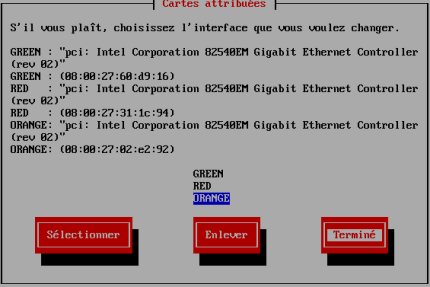 Cartes attribuées
S'il vous plaît, choisissez l'interface que vous voulez changer.
GREEN : "pci: Intel Corporation 82540EM Gigabit Ethernet Controller
(rev 02)"
GREEN : (08:00:27:60:d9:16)
RED   : "pci: Intel Corporation 82540EM Gigabit Ethernet Controller
(rev 02)"
RED   : (08:00:27:31:1c:94)
ORANGE: "pci: Intel Corporation 82540EM Gigabit Ethernet Controller
(rev 02)"
ORANGE: (08:00:27:02:e2:92)
GREEN
RED
ORANGE
Sélectionner Enlever Terminé